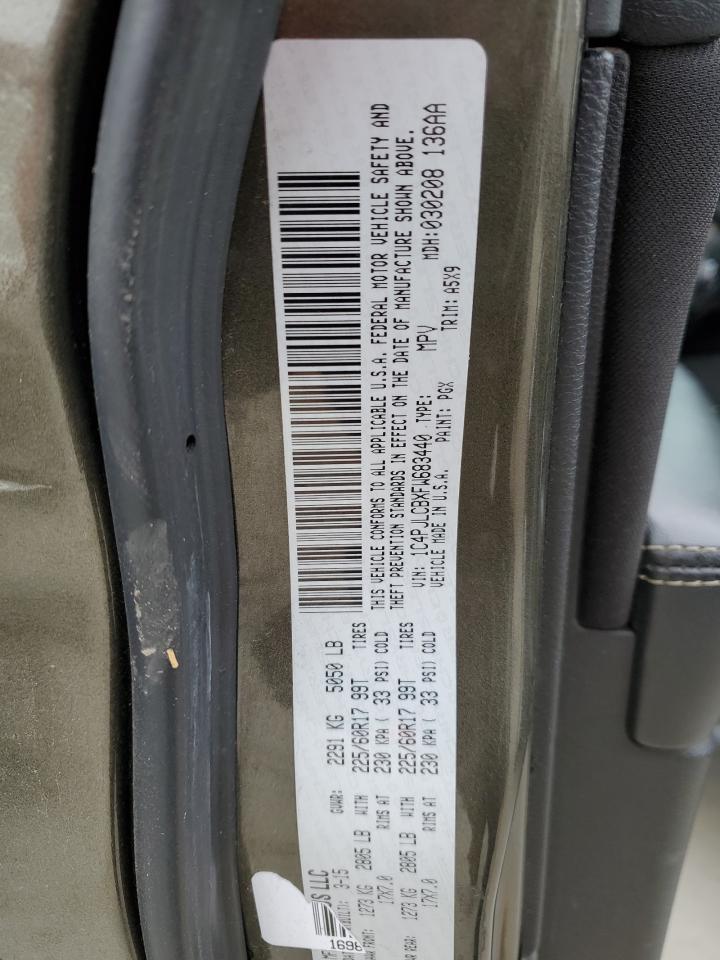 US LLC
3-15 GVWR: 2291 KG 5050 LB
FRONT: 1273 KG 2805 LB WITH 225/60R17 99T TIRES
17X7.0 RIMS AT 230 KPA ( 33 PSI) COLD
REAR: 1273 KG 2805 LB WITH 225/60R17 99T TIRES
17X7.0 RIMS AT 230 KPA ( 33 PSI) COLD
THIS VEHICLE CONFORMS TO ALL APPLICABLE U.S.A. FEDERAL MOTOR VEHICLE SAFETY AND
THEFT PREVENTION STANDARDS IN EFFECT ON THE DATE OF MANUFACTURE SHOWN ABOVE.
VIN: 1C4PJLCBXFW683440 TYPE: MPV MDH:030208 136AA
VEHICLE MADE IN U.S.A. PAINT: PGX TRIM: A5X9
1698